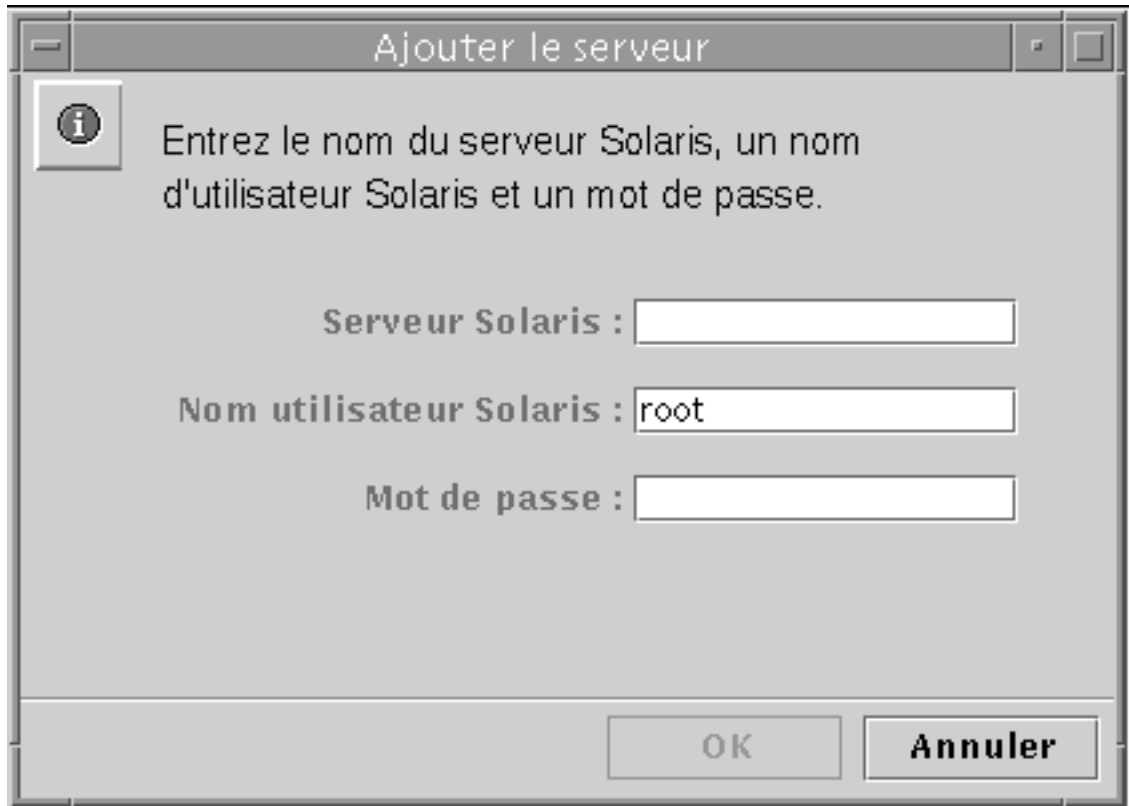 Ajouter le serveur
Entrez le nom du serveur Solaris, un nom
d'utilisateur Solaris et un mot de passe.
Serveur Solaris :
Nom utilisateur Solaris : root
Mot de passe :
OK Annuler